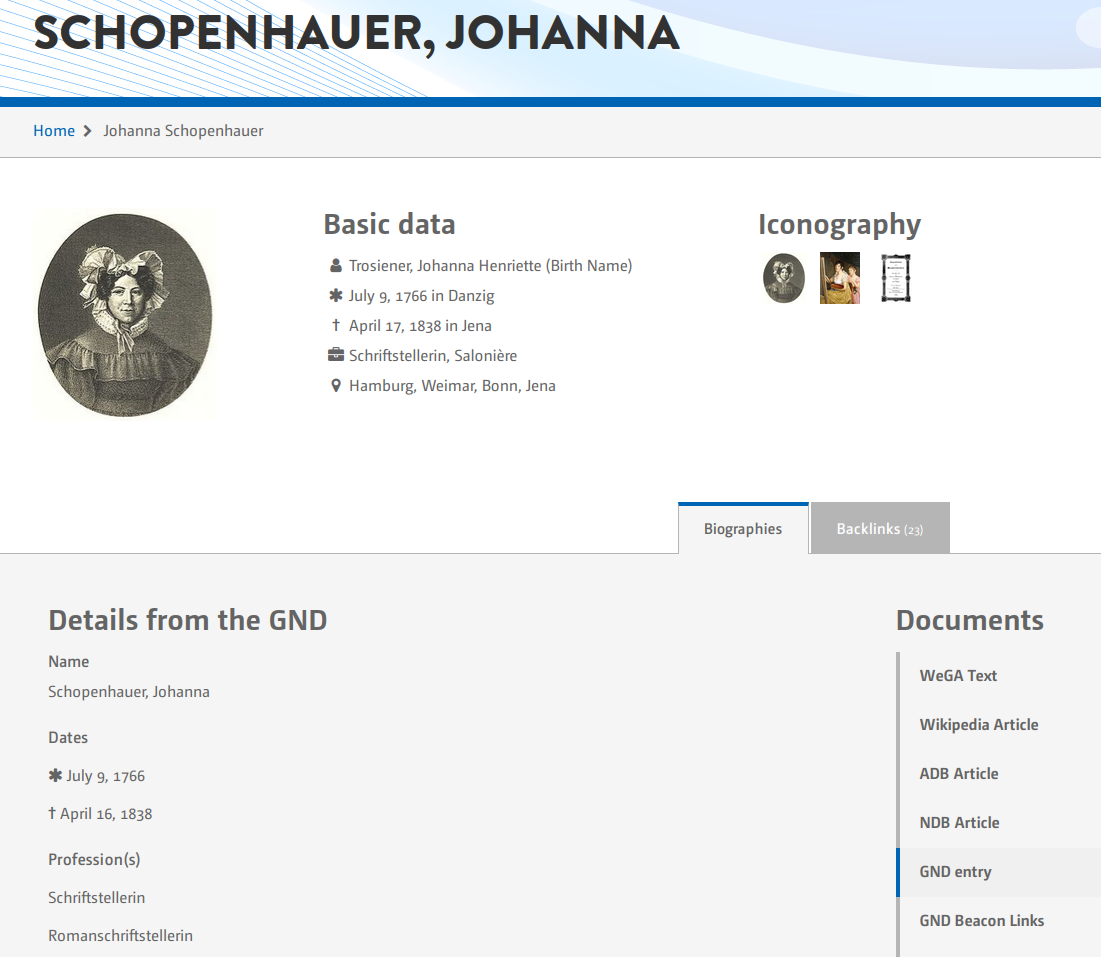 SCHOPENHAUER, JOHANNA
Home
Johanna Schopenhauer
Basic data
Trosiener, Johanna Henriette (Birth Name)
✱ July 9, 1766 in Danzig
† April 17, 1838 in Jena
Schriftstellerin, Salonière
Hamburg, Weimar, Bonn, Jena
Iconography
Biographies
Backlinks (23)
Details from the GND
Name
Schopenhauer, Johanna
Dates
✱ July 9, 1766
† April 16, 1838
Profession(s)
Schriftstellerin
Romanschriftstellerin
Documents
WeGA Text
Wikipedia Article
ADB Article
NDB Article
GND entry
GND Beacon Links